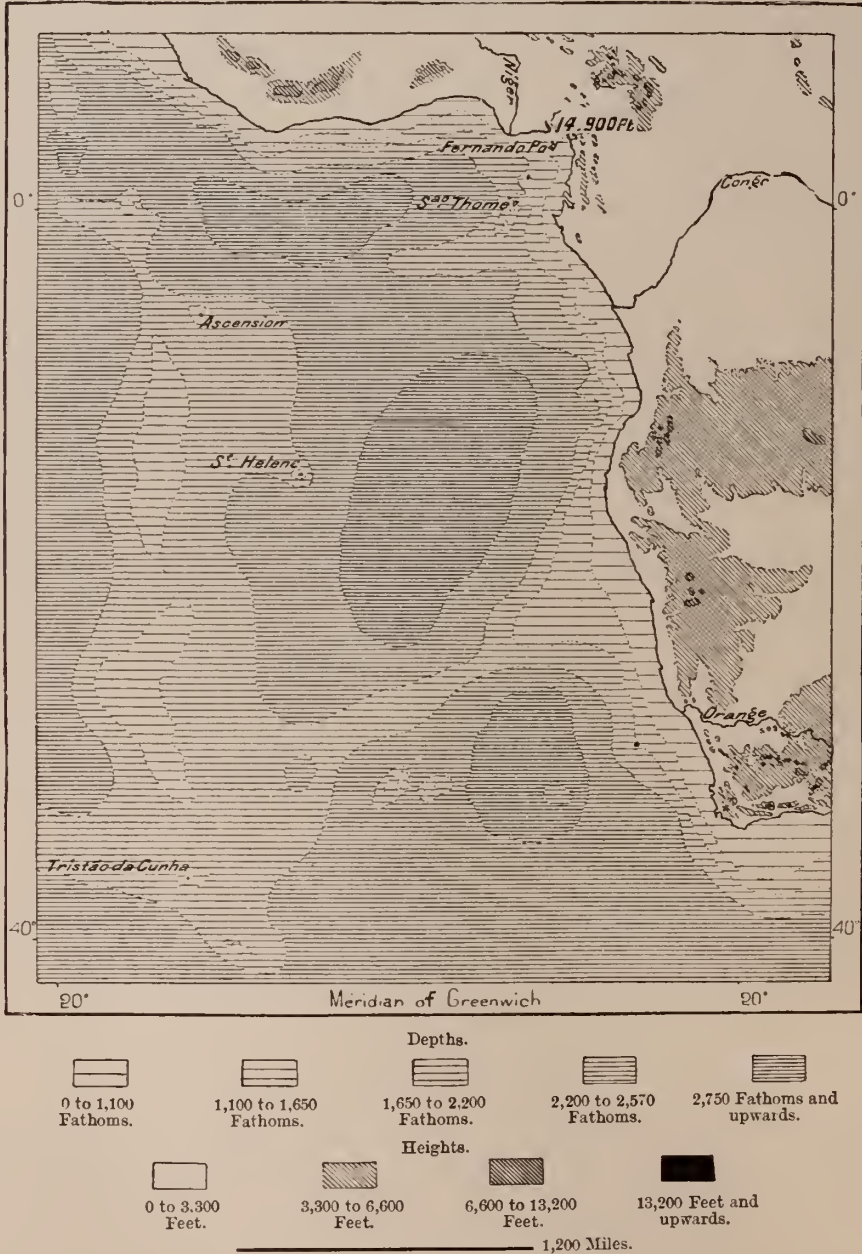 Niger
14.900 Ft
Fernando Poo
0°
Sao Thomé
Congo
0°
Ascension
St. Helena
Orange
Tristão da Cunha
40°
40°
20°
Meridian of Greenwich
20°
Depths.
0 to 1,100 Fathoms.
1,100 to 1,650 Fathoms.
1,650 to 2,200 Fathoms.
2,200 to 2,570 Fathoms.
2,750 Fathoms and upwards.
Heights.
0 to 3.300 Feet.
3,300 to 6,600 Feet.
6,600 to 13,200 Feet.
13,200 Feet and upwards.
1,200 Miles.